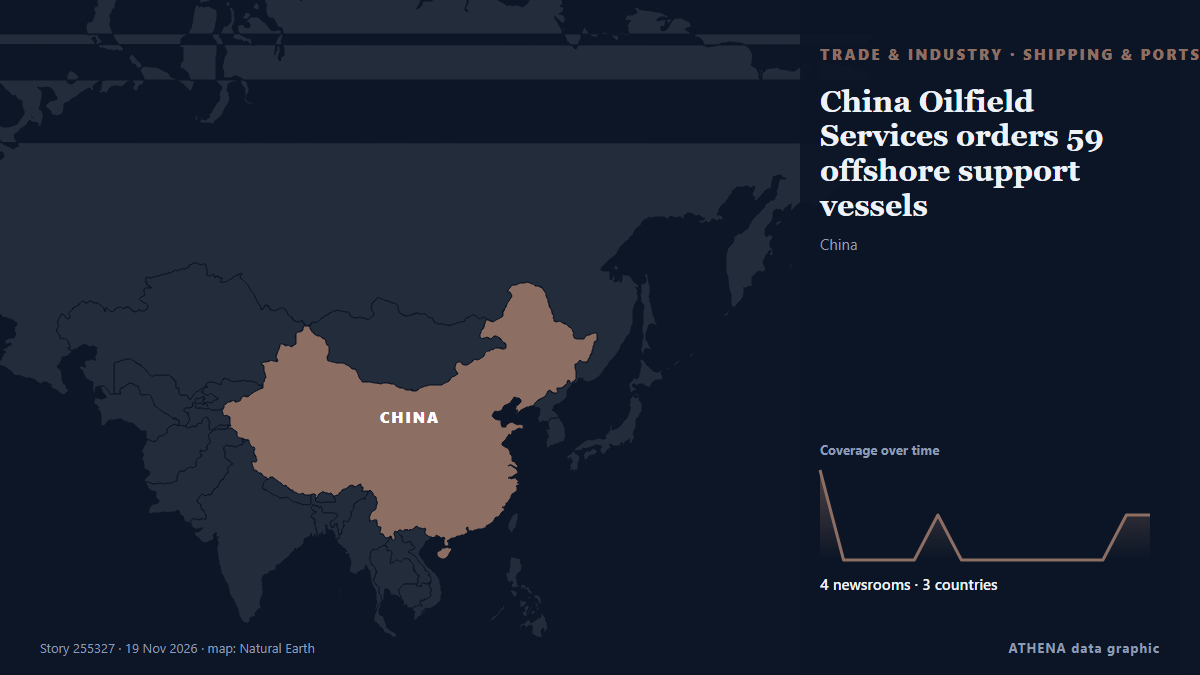 TRADE & INDUSTRY · SHIPPING & PORTS
China Oilfield
Services orders 59
offshore support
vessels
China
CHINA
Coverage over time
4 newsrooms · 3 countries
Story 255327 · 19 Nov 2026 · map: Natural Earth
ATHENA data graphic